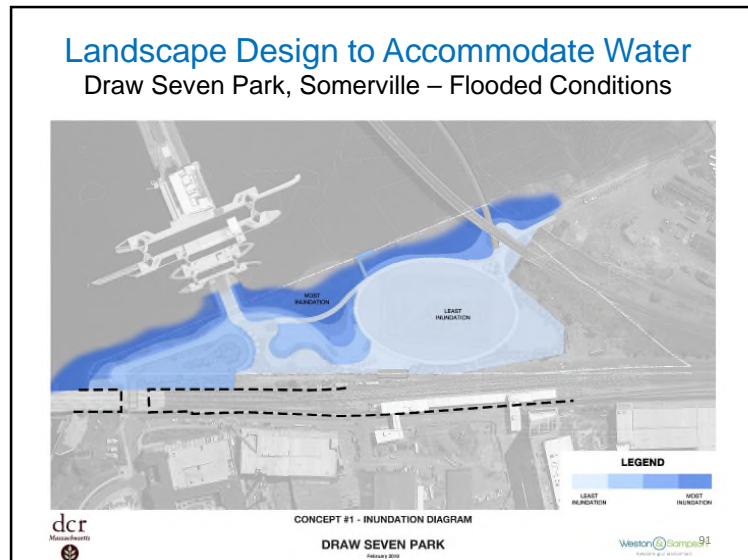 Landscape Design to Accommodate Water
Draw Seven Park, Somerville – Flooded Conditions
MOST
INUNDATION
LEAST
INUNDATION
LEGEND
LEAST
INUNDATION
MOST
INUNDATION
CONCEPT #1 - INUNDATION DIAGRAM
DRAW SEVEN PARK
dcr
Massachusetts
Weston & Sampson
91